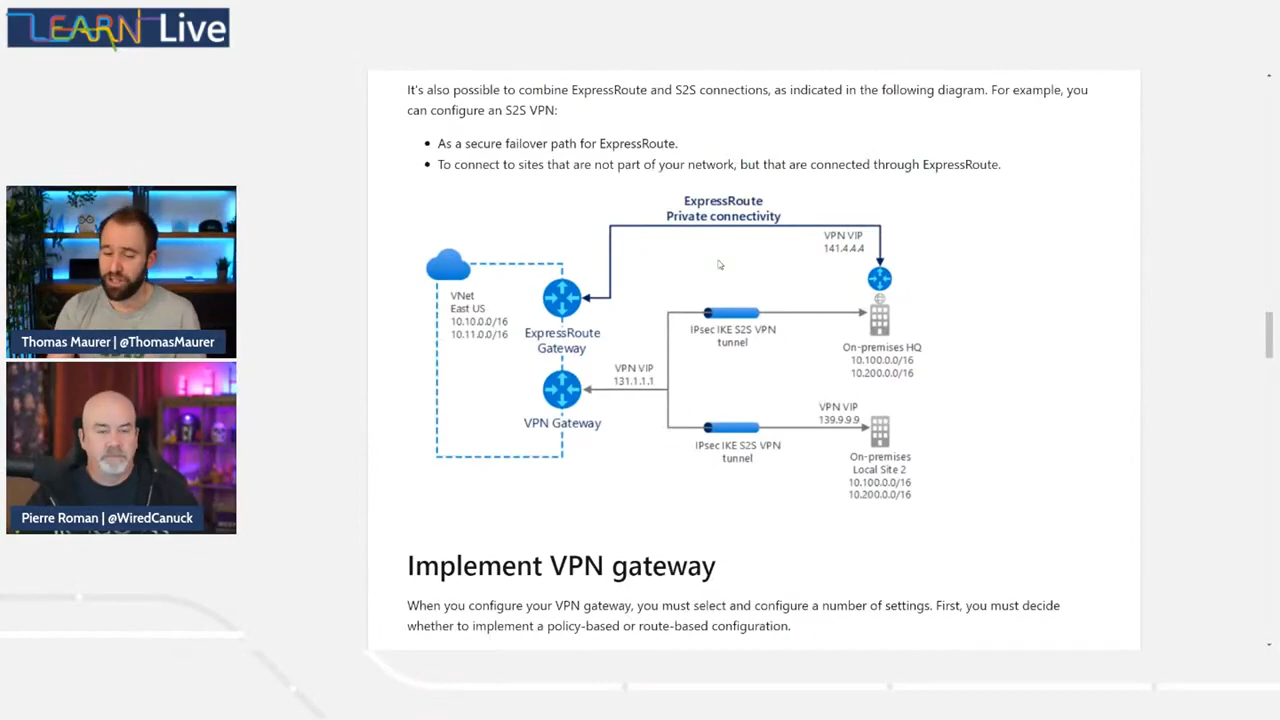 LEARN Live
It's also possible to combine ExpressRoute and S2S connections, as indicated in the following diagram. For example, you
can configure an S2S VPN:
As a secure failover path for ExpressRoute.
To connect to sites that are not part of your network, but that are connected through ExpressRoute.
ExpressRoute
Private connectivity
VPN VIP
141.4.4.4
VNet
East US
10.10.0.0/16
10.11.0.0/16
ExpressRoute
Gateway
IPsec IKE S2S VPN
tunnel
On-premises HQ
10.100.0.0/16
10.200.0.0/16
VPN VIP
131.1.1.1
VPN Gateway
VPN VIP
139.9.9.9
IPsec IKE S2S VPN
tunnel
On-premises
Local Site 2
10.100.0.0/16
10.200.0.0/16
Thomas Maurer | @ThomasMaurer
Pierre Roman | @WiredCanuck
Implement VPN gateway
When you configure your VPN gateway, you must select and configure a number of settings. First, you must decide
whether to implement a policy-based or route-based configuration.